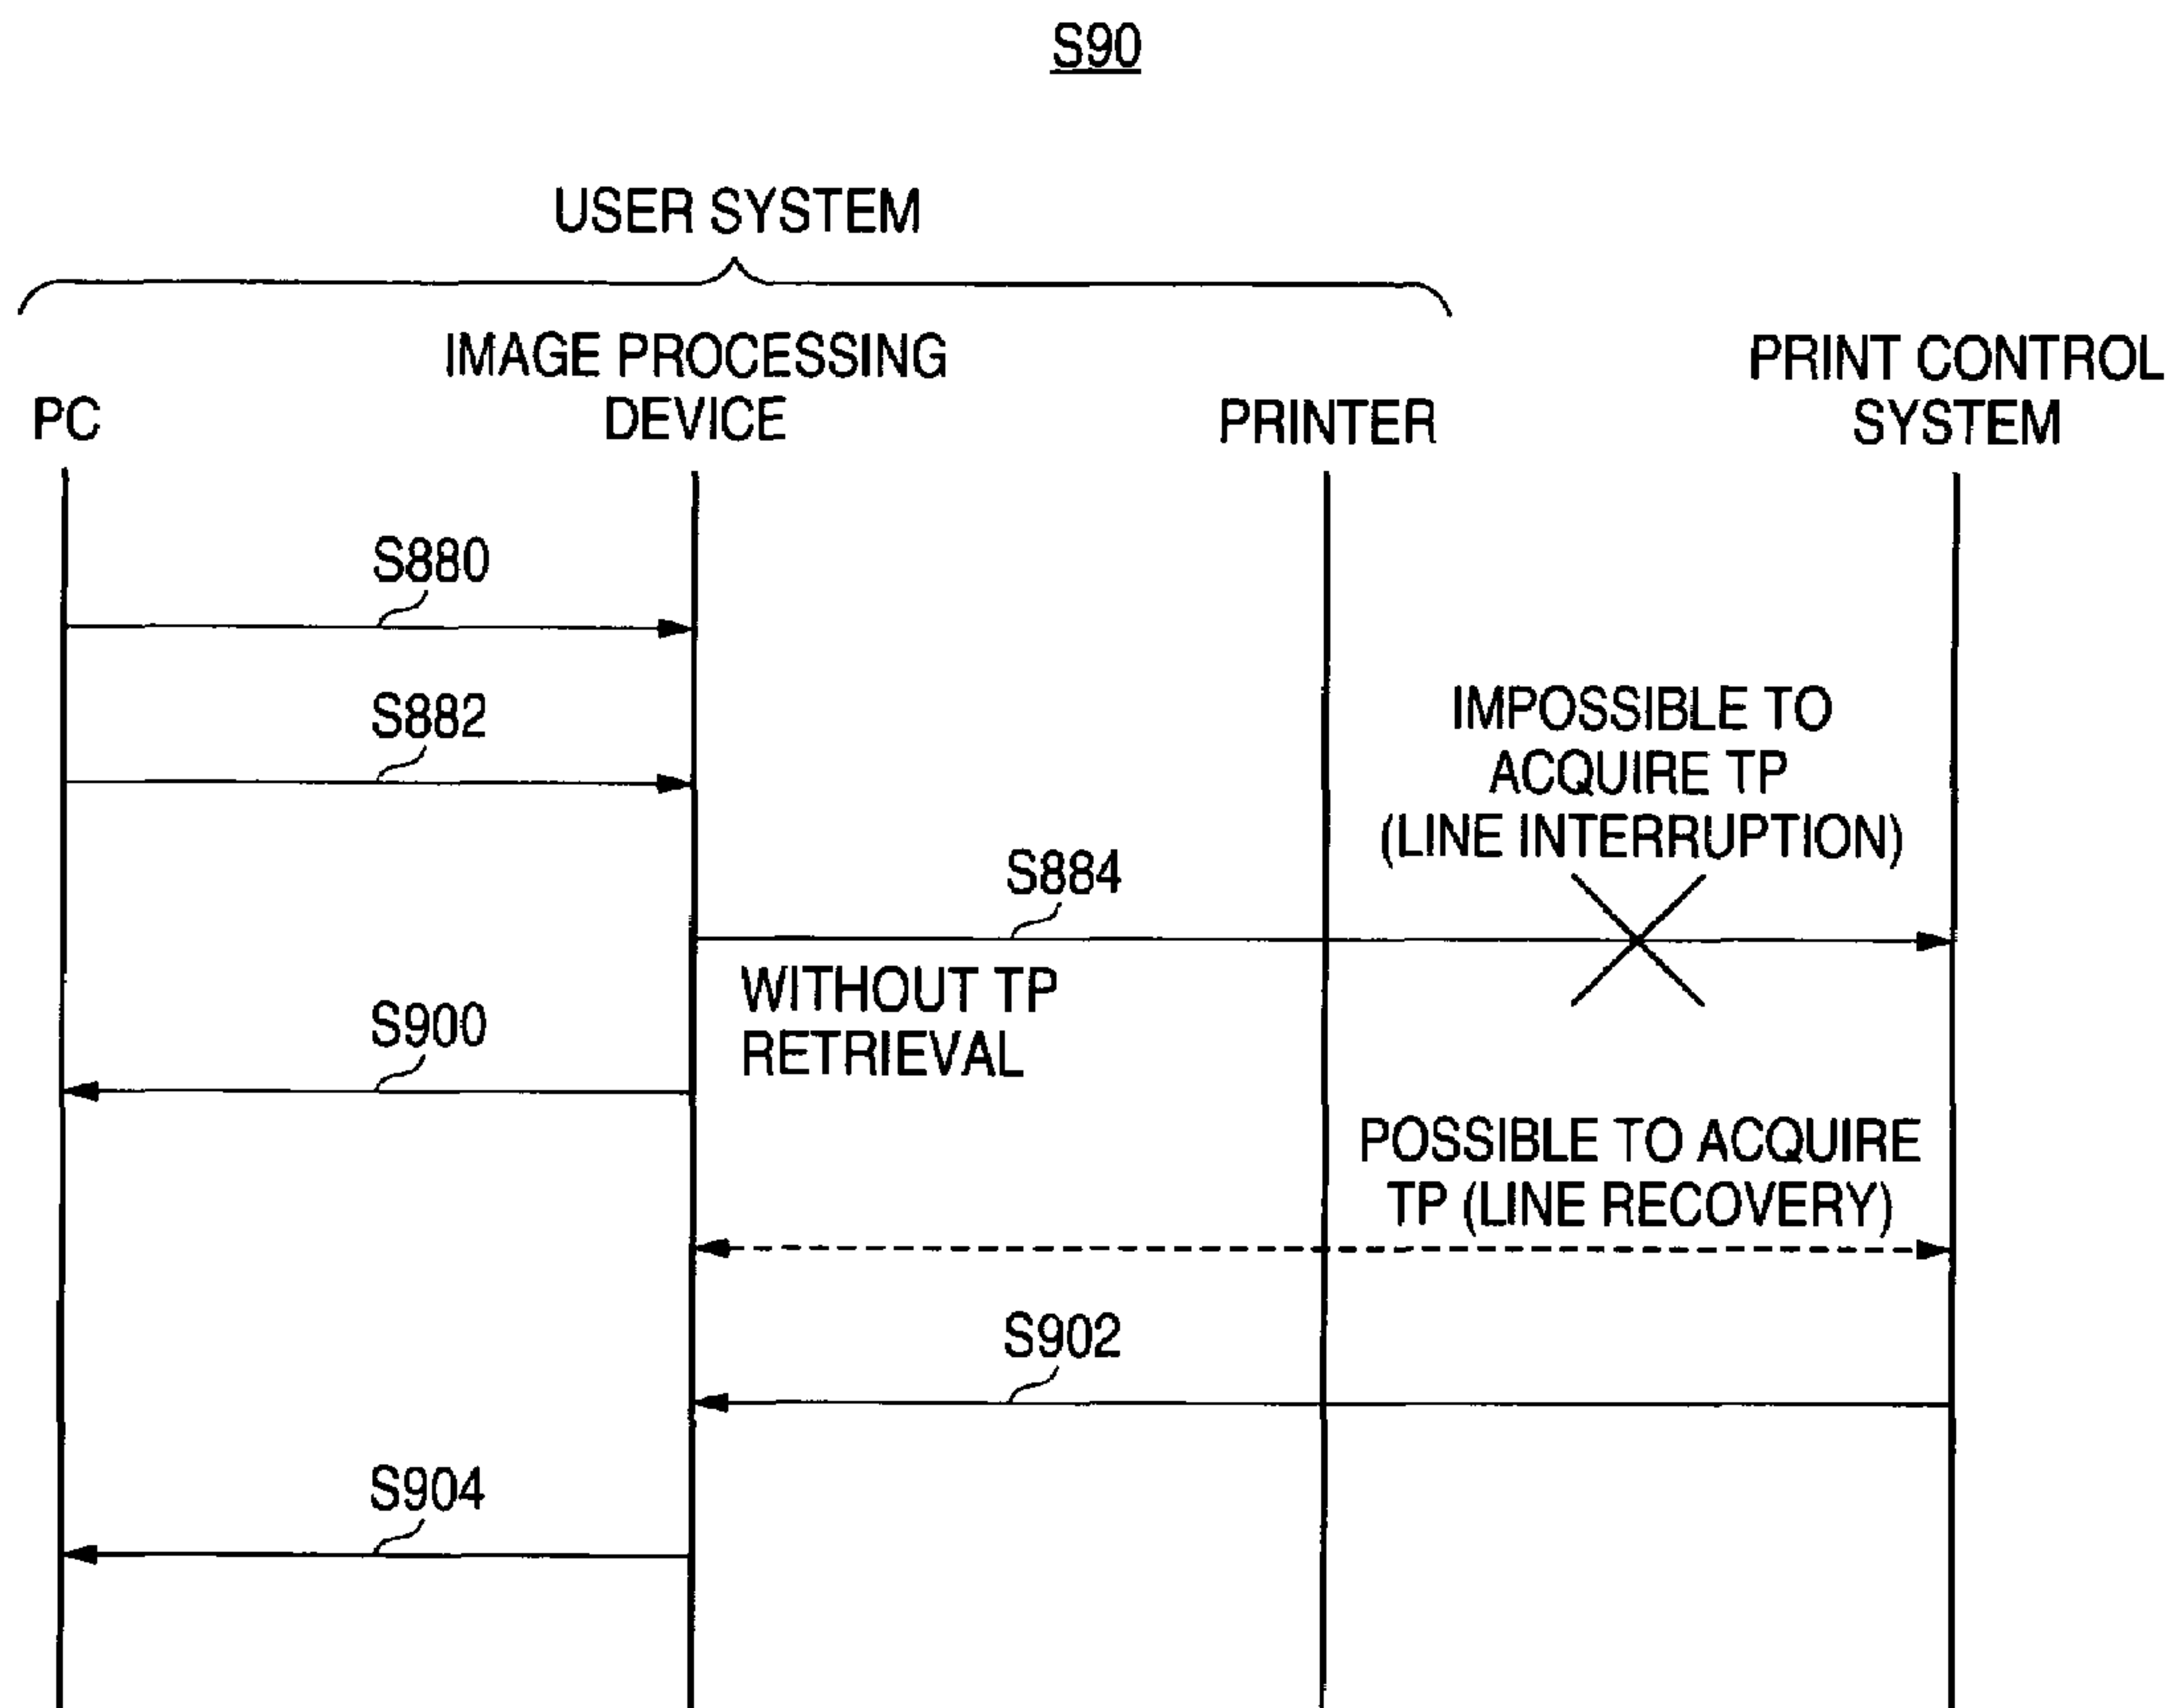 S90
USER SYSTEM
IMAGE PROCESSING
DEVICE
PC
PRINTER
PRINT CONTROL
SYSTEM
S880
S882
IMPOSSIBLE TO
ACQUIRE TP
(LINE INTERRUPTION)
S884
WITHOUT TP
RETRIEVAL
S900
POSSIBLE TO ACQUIRE
TP (LINE RECOVERY)
S902
S904